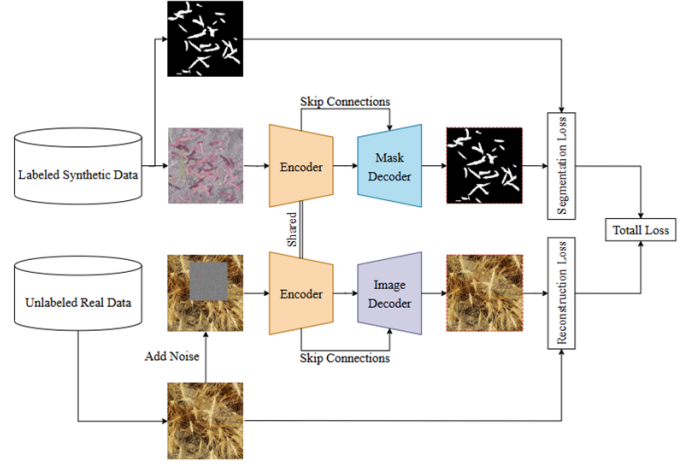 Skip Connections
Labeled Synthetic Data
Encoder
Mask
Decoder
Segmentation Loss
Shared
Totall Loss
Unlabeled Real Data
Encoder
Image
Decoder
Reconstruction Loss
Add Noise
Skip Connections